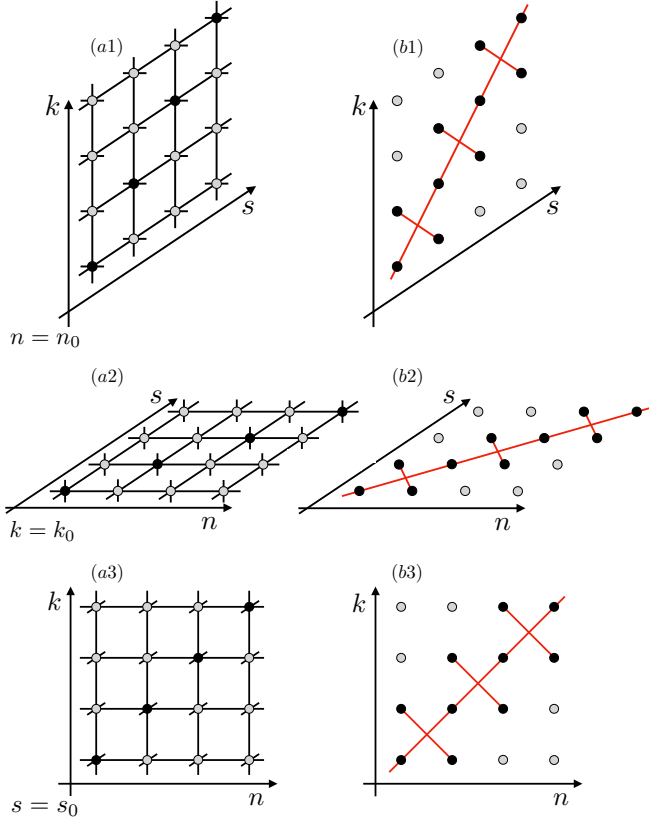 (a1) (b1)
k k
s s
n = n₀
(a2) (b2)
s s
n n
k = k₀
(a3) (b3)
k k
n n
s = s₀